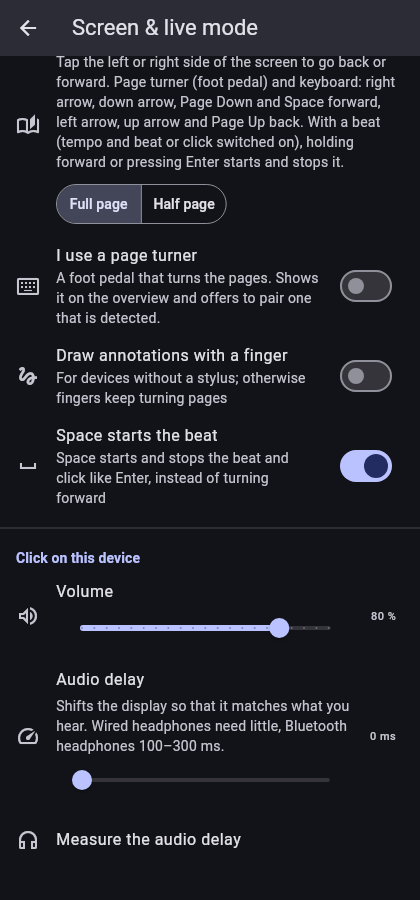 Screen & live mode
Tap the left or right side of the screen to go back or
forward. Page turner (foot pedal) and keyboard: right
arrow, down arrow, Page Down and Space forward,
left arrow, up arrow and Page Up back. With a beat
(tempo and beat or click switched on), holding
forward or pressing Enter starts and stops it.
Full page
Half page
I use a page turner
A foot pedal that turns the pages. Shows
it on the overview and offers to pair one
that is detected.
Draw annotations with a finger
For devices without a stylus; otherwise
fingers keep turning pages
Space starts the beat
Space starts and stops the beat and
click like Enter, instead of turning
forward
Click on this device
Volume
80 %
Audio delay
Shifts the display so that it matches what you
hear. Wired headphones need little, Bluetooth
headphones 100–300 ms.
0 ms
Measure the audio delay